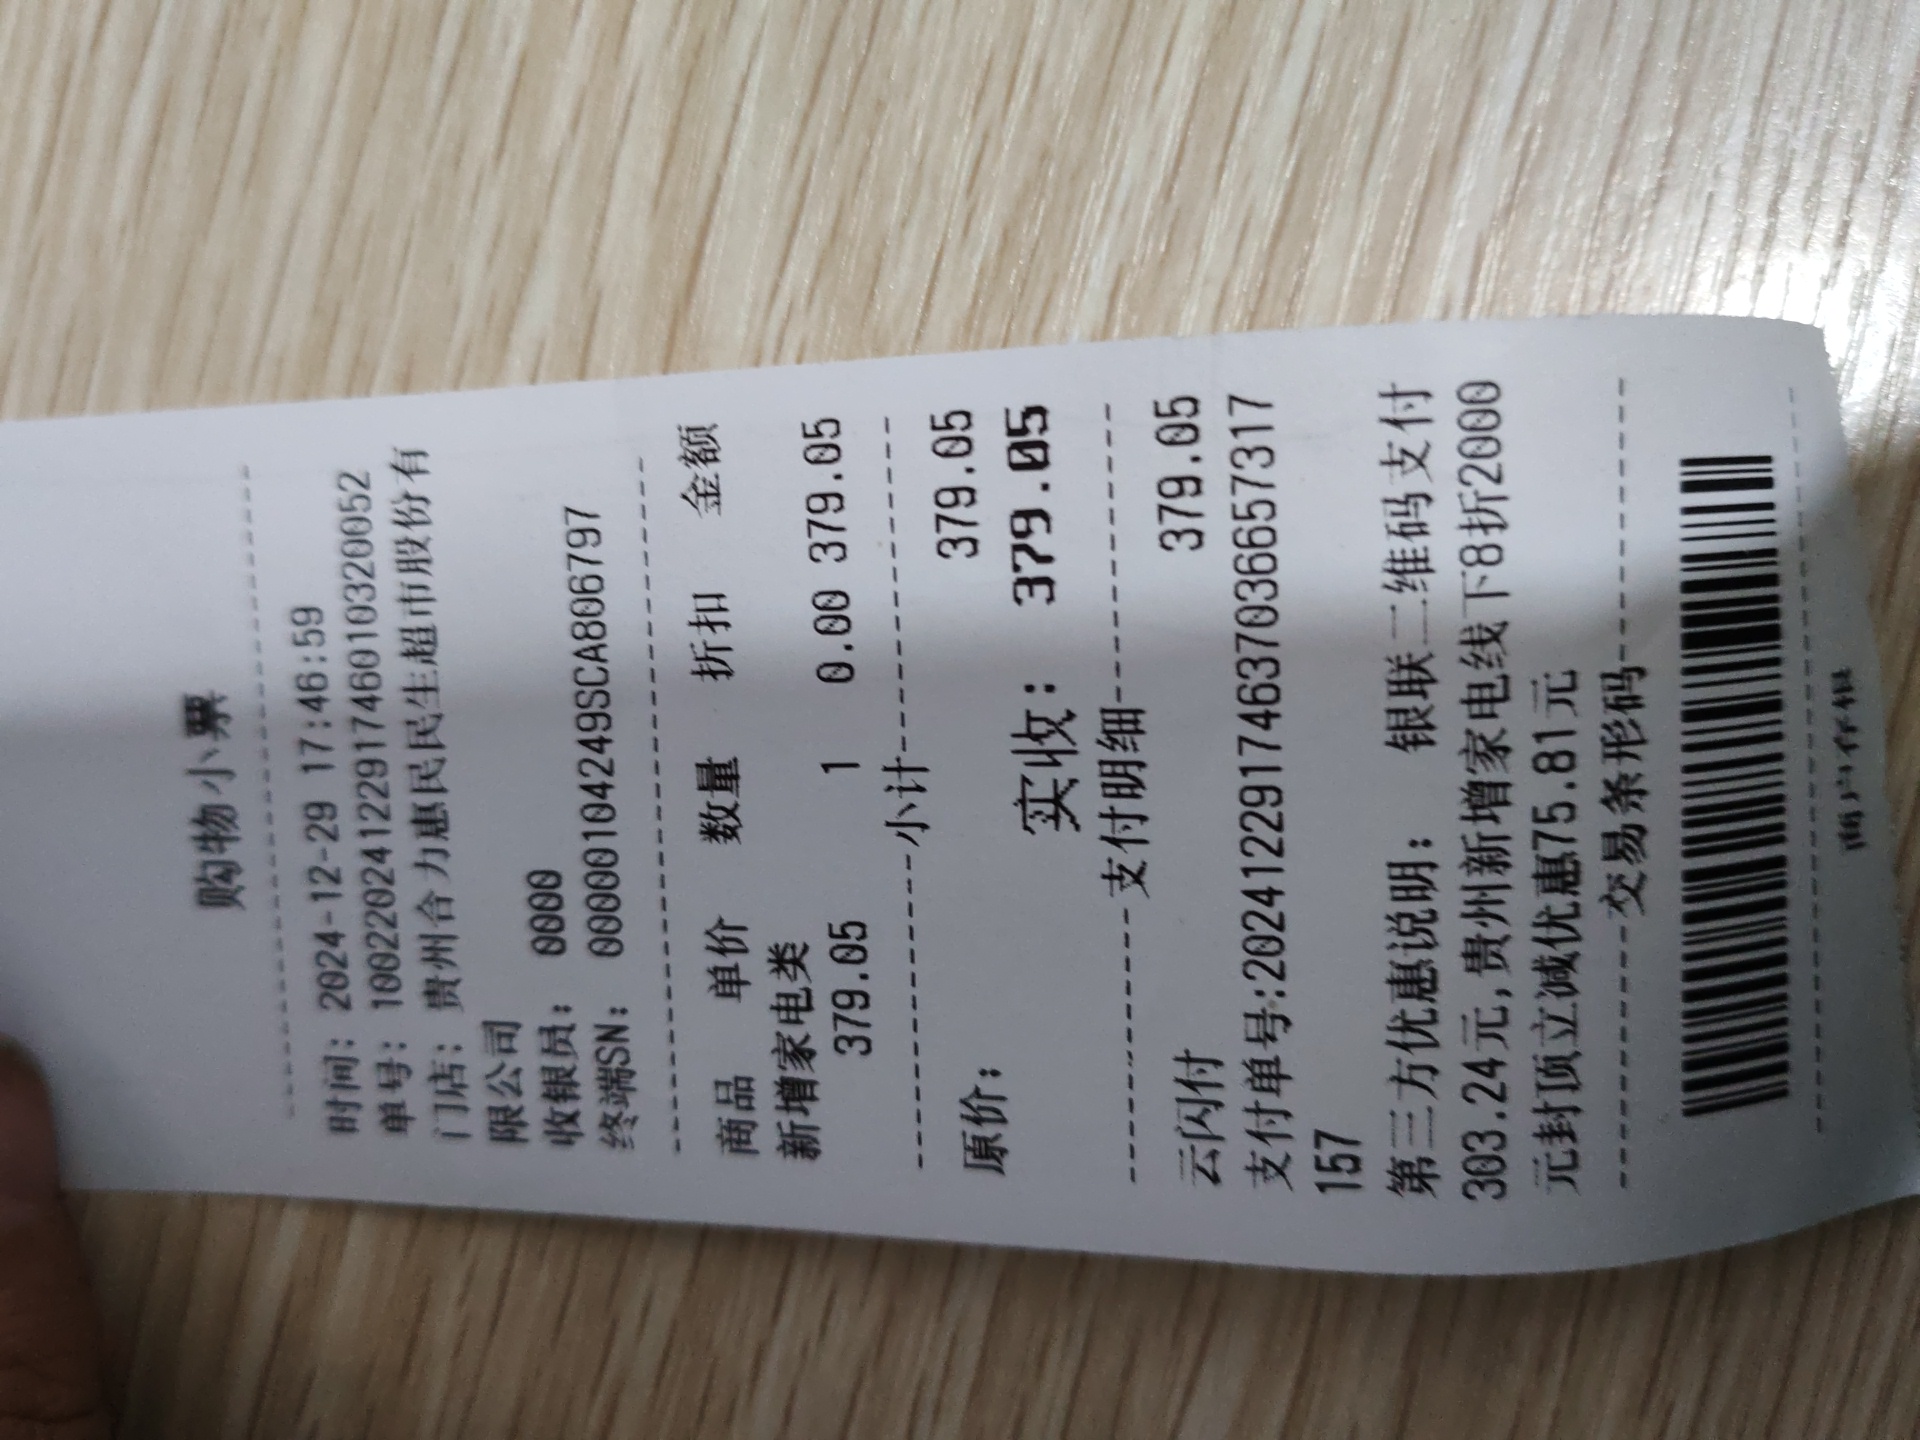 购物小票
时间: 2024-12-29 17:46:59
单号: 10022024122917460103200052
门店: 贵州合力惠民民生超市股份有
限公司
收银员: 0000
终端SN: 00000104249SCA806797
商品 单价 数量 折扣 金额
新增家电类
379.05 1 0.00 379.05
小计
原价: 379.05
实收: 379.05
支付明细
云闪付 379.05
支付单号:20241229174637036657317
157
第三方优惠说明: 银联二维码支付
303.24元,贵州新增家电线下8折2000
元封顶立减优惠75.81元
交易条形码
商户存根